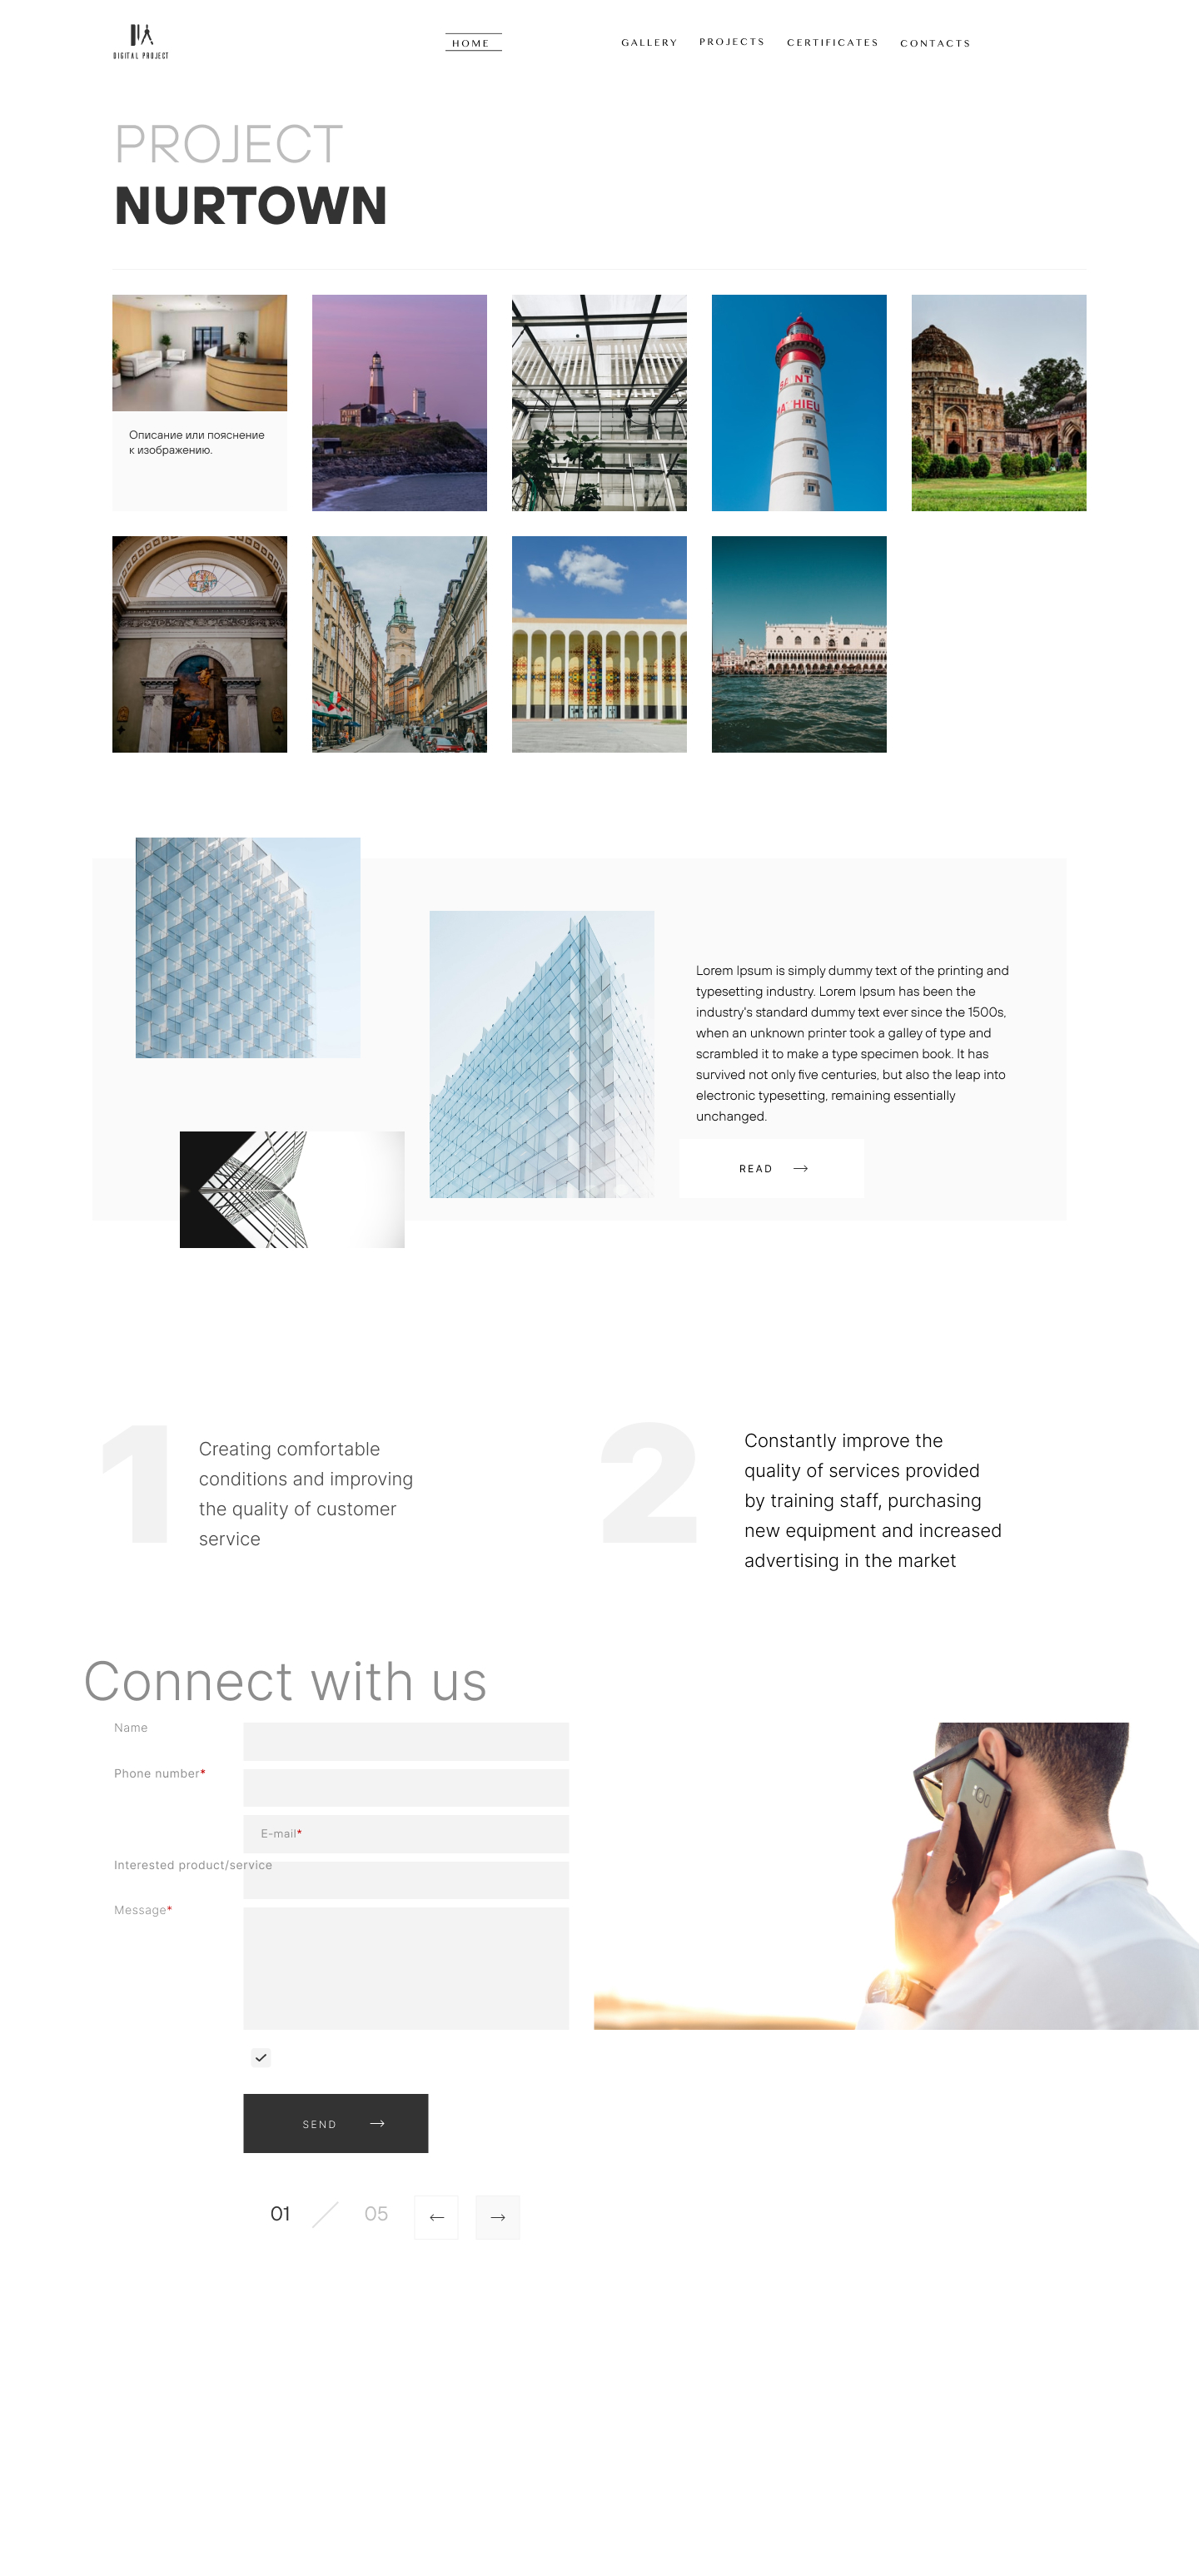 DIGITAL PROJECT
HOME
GALLERY
PROJECTS
CERTIFICATES
CONTACTS
PROJECT
NURTOWN
Описание или пояснение
к изображению.
Lorem Ipsum is simply dummy text of the printing and
typesetting industry. Lorem Ipsum has been the
industry's standard dummy text ever since the 1500s,
when an unknown printer took a galley of type and
scrambled it to make a type specimen book. It has
survived not only five centuries, but also the leap into
electronic typesetting, remaining essentially
unchanged.
READ
1
Creating comfortable
conditions and improving
the quality of customer
service
2
Constantly improve the
quality of services provided
by training staff, purchasing
new equipment and increased
advertising in the market
Connect with us
Name
Phone number*
E-mail*
Interested product/service
Message*
SEND
01
05